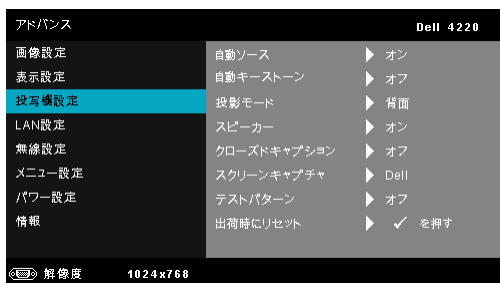 アドバンス Dell 4220
画像設定
表示設定
投写機設定
LAN設定
無線設定
メニュー設定
パワー設定
情報
自動ソース オン
自動キーストーン オフ
投影モード 背面
スピーカー オン
クローズドキャプション オフ
スクリーンキャプチャ Dell
テストパターン オフ
出荷時にリセット ✓ を押す
解像度 1024x768